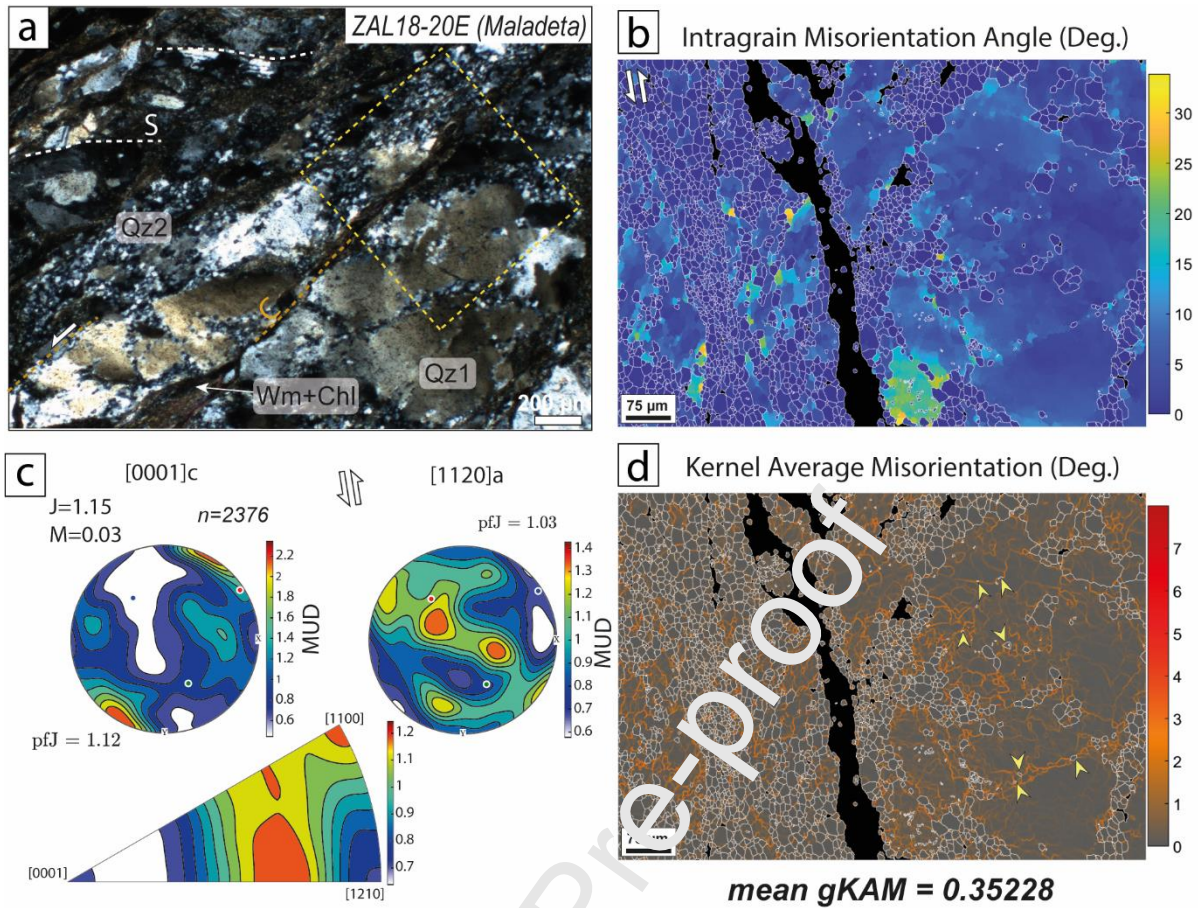 a
ZAL18-20E (Maladeta)
S
Qz2
C
Qz1
Wm+Chl
200 µm
b
Intragrain Misorientation Angle (Deg.)
30
25
20
15
10
5
0
75 µm
c
[0001]c
[1120]a
J=1.15
M=0.03
n=2376
pfJ = 1.03
2.2
2
1.8
1.6
1.4
1.2
1
0.8
0.6
MUD
X
Y
1.4
1.3
1.2
1.1
1
0.9
0.8
0.7
0.6
MUD
X
Y
pfJ = 1.12
[1100]
[0001]
[1210]
1.2
1.1
1
0.9
0.8
0.7
d
Kernel Average Misorientation (Deg.)
7
6
5
4
3
2
1
0
75 µm
mean gKAM = 0.35228
Pre-proof